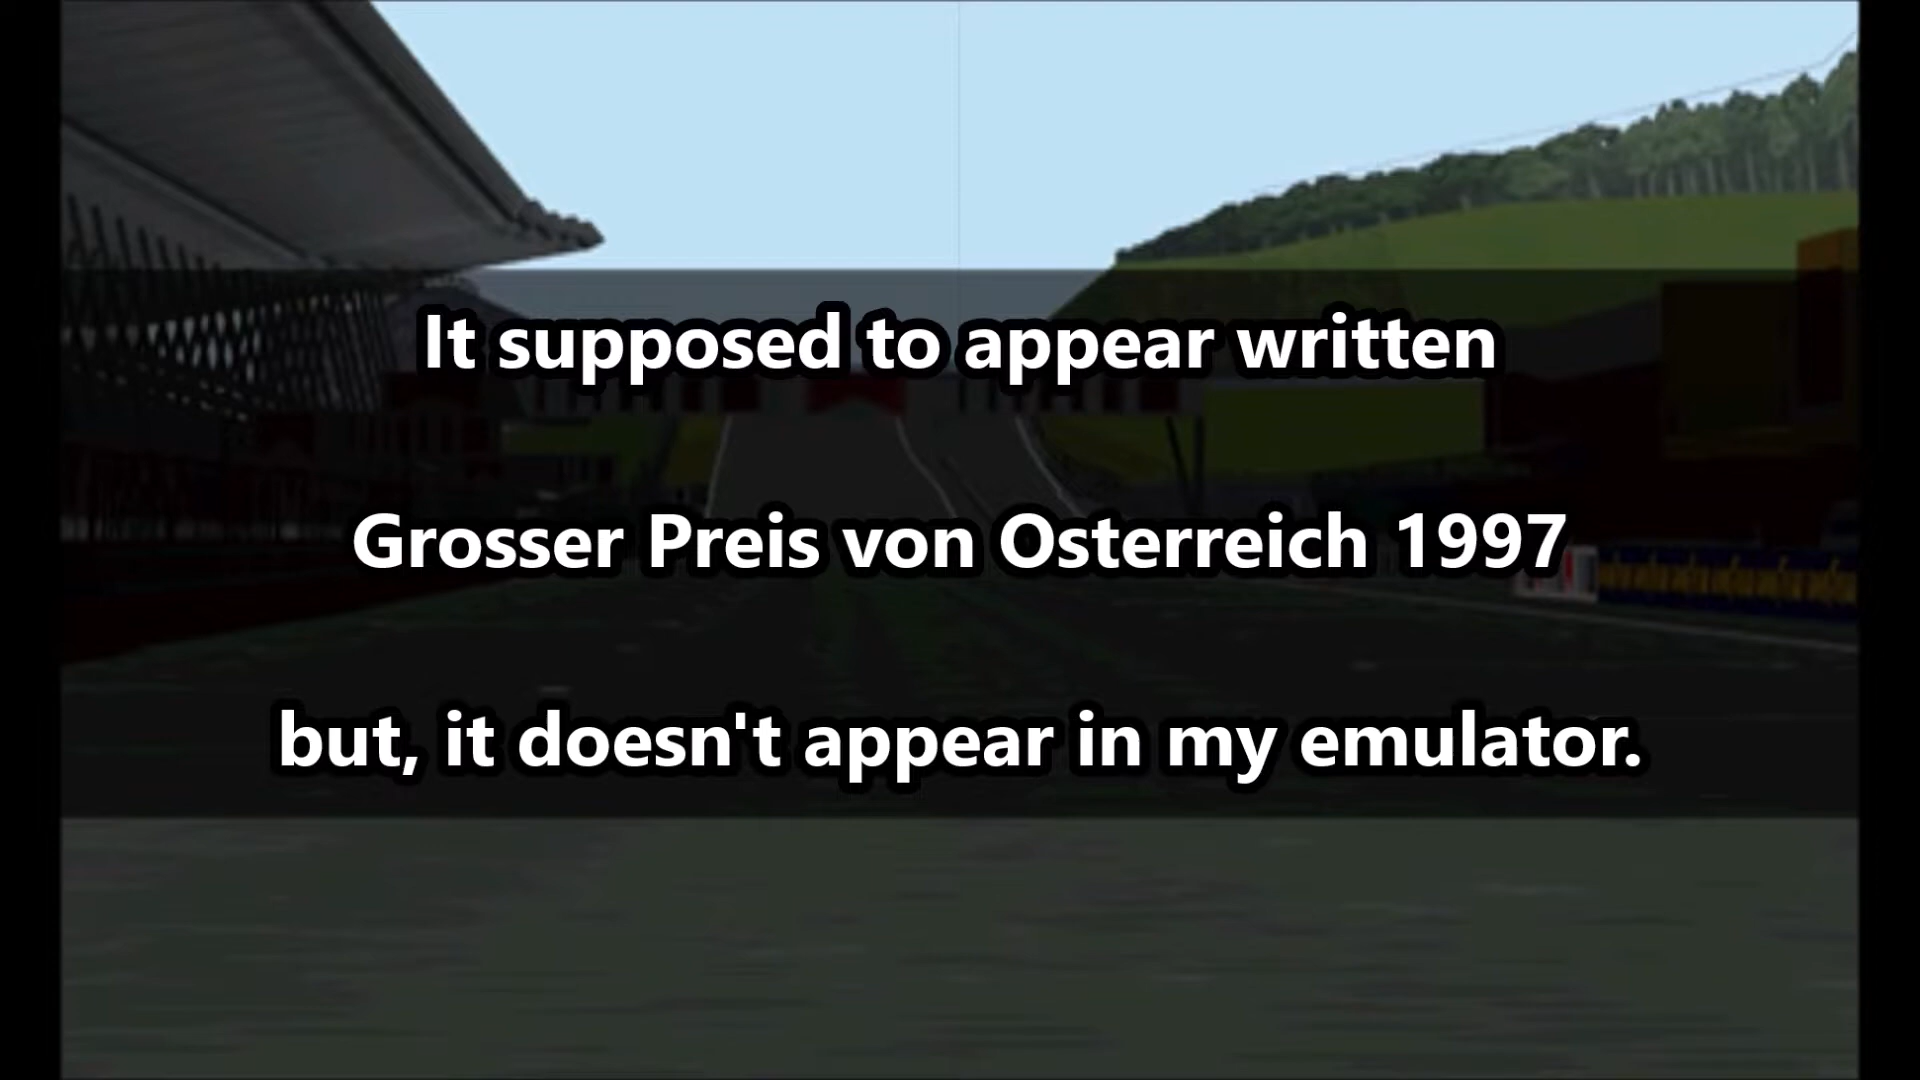 It supposed to appear written
Grosser Preis von Osterreich 1997
but, it doesn't appear in my emulator.